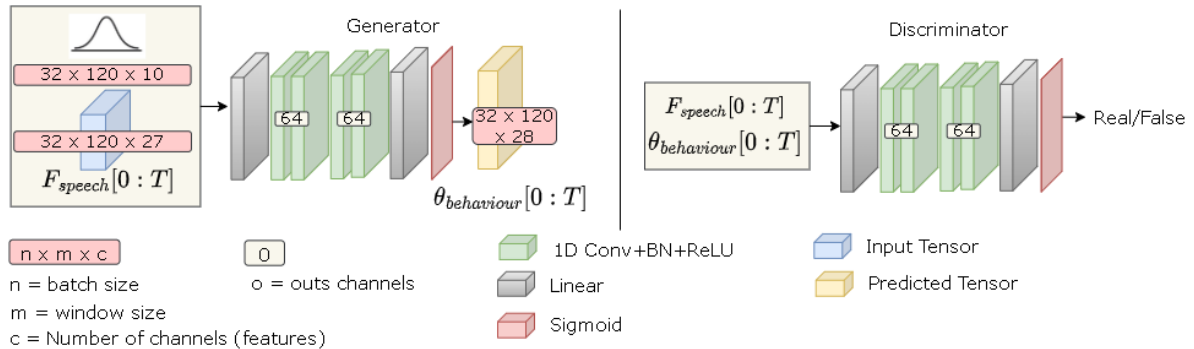 Generator
32 x 120 x 10
32 x 120 x 27
F_speech[0 : T]
64
64
32 x 120
x 28
θ_behaviour[0 : T]
Discriminator
F_speech[0 : T]
θ_behaviour[0 : T]
64
64
Real/False
n x m x c
n = batch size
m = window size
c = Number of channels (features)
O
o = outs channels
1D Conv+BN+ReLU
Linear
Sigmoid
Input Tensor
Predicted Tensor